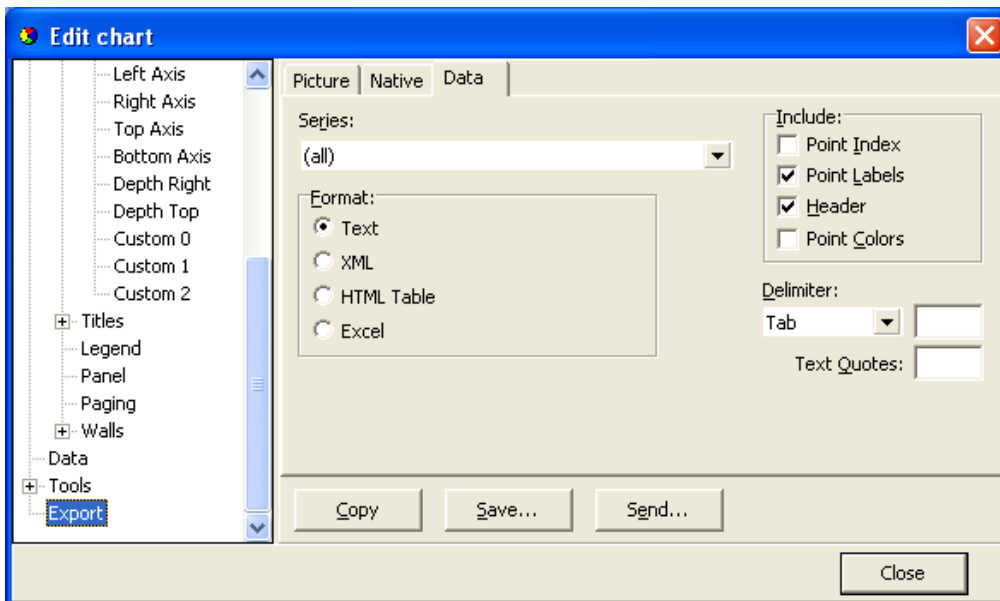 Edit chart
Left Axis
Right Axis
Top Axis
Bottom Axis
Depth Right
Depth Top
Custom 0
Custom 1
Custom 2
Titles
Legend
Panel
Paging
Walls
Data
Tools
Export
Picture Native Data
Series:
(all)
Format:
Text
XML
HTML Table
Excel
Include:
Point Index
Point Labels
Header
Point Colors
Delimiter:
Tab
Text Quotes:
Copy Save... Send...
Close